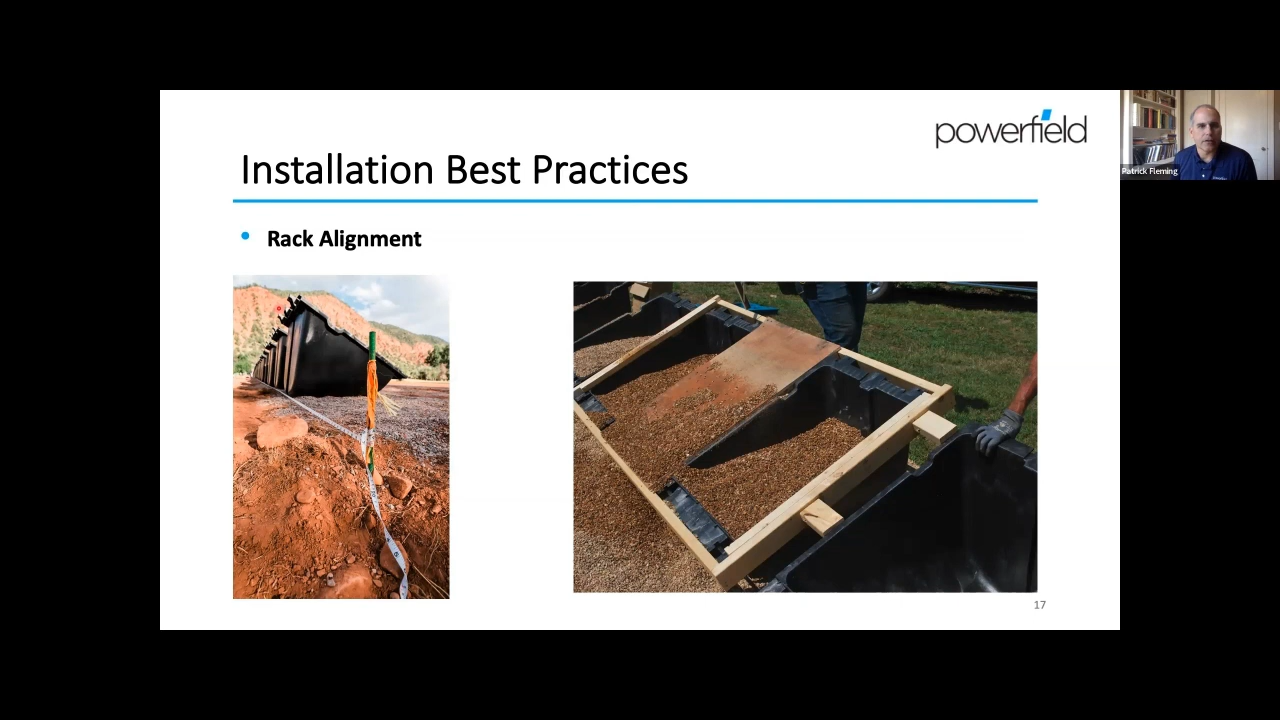 powerfield
Installation Best Practices
• Rack Alignment
17
Patrick Fleming